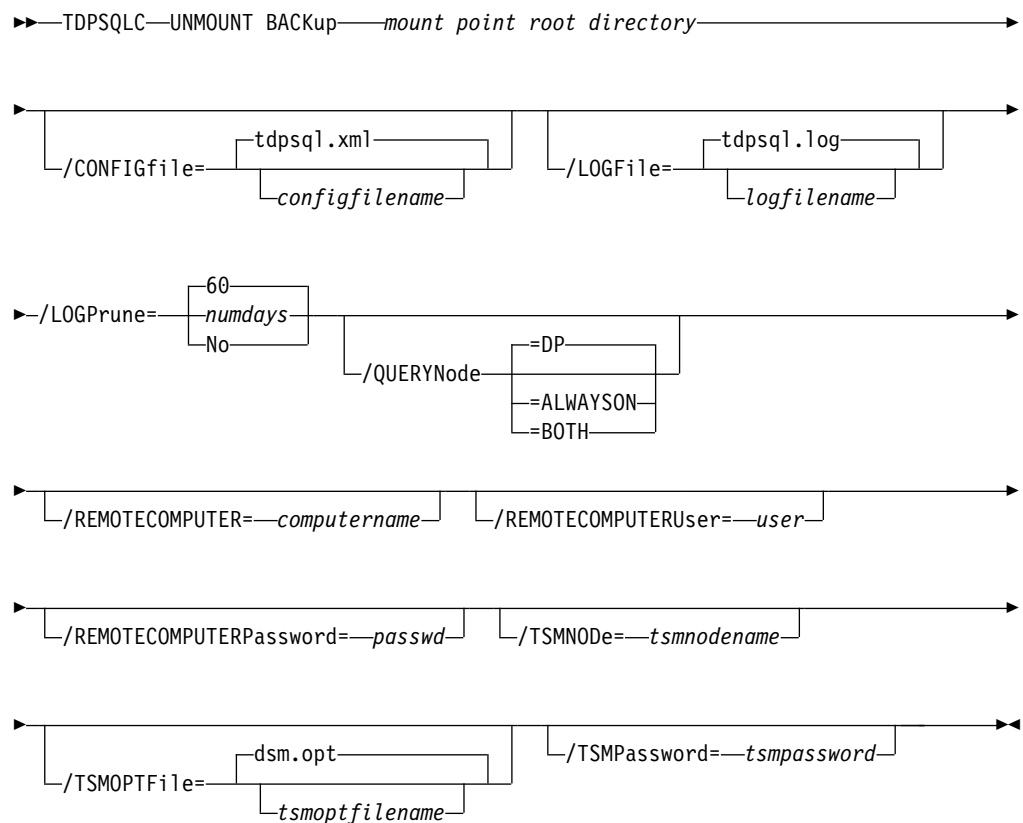 TDPSQLC UNMOUNT BACKup mount point root directory
tdpsql.xml tdpsql.log
/CONFIGfile= /LOGFile=
configfilename logfilename
60
/LOGPrune= numdays
No =DP
/QUERYNode
=ALWAYSON
=BOTH
/REMOTECOMPUTER= computername /REMOTECOMPUTERUser= user
/REMOTECOMPUTERPassword= passwd /TSMNODe= tsmnodename
dsm.opt /TSMPassword= tsmpassword
/TSMOPTFile=
tsmoptfilename